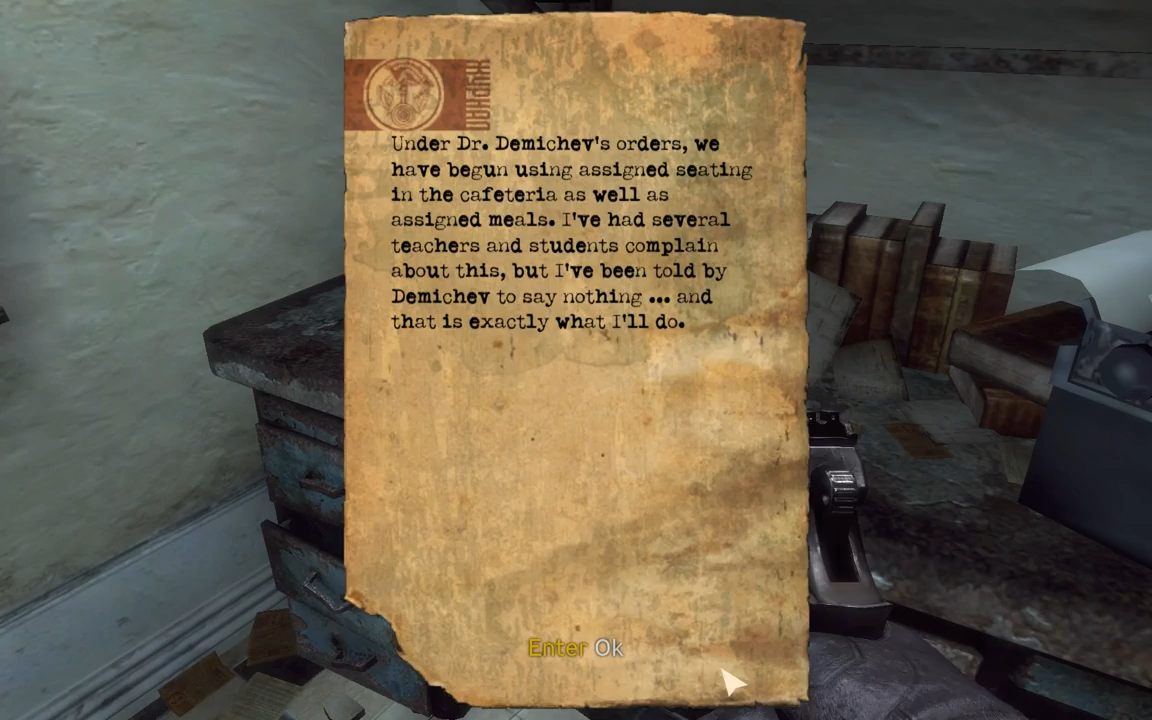 Under Dr. Demichev's orders, we
have begun using assigned seating
in the cafeteria as well as
assigned meals. I've had several
teachers and students complain
about this, but I've been told by
Demichev to say nothing ... and
that is exactly what I'll do.
Enter Ok